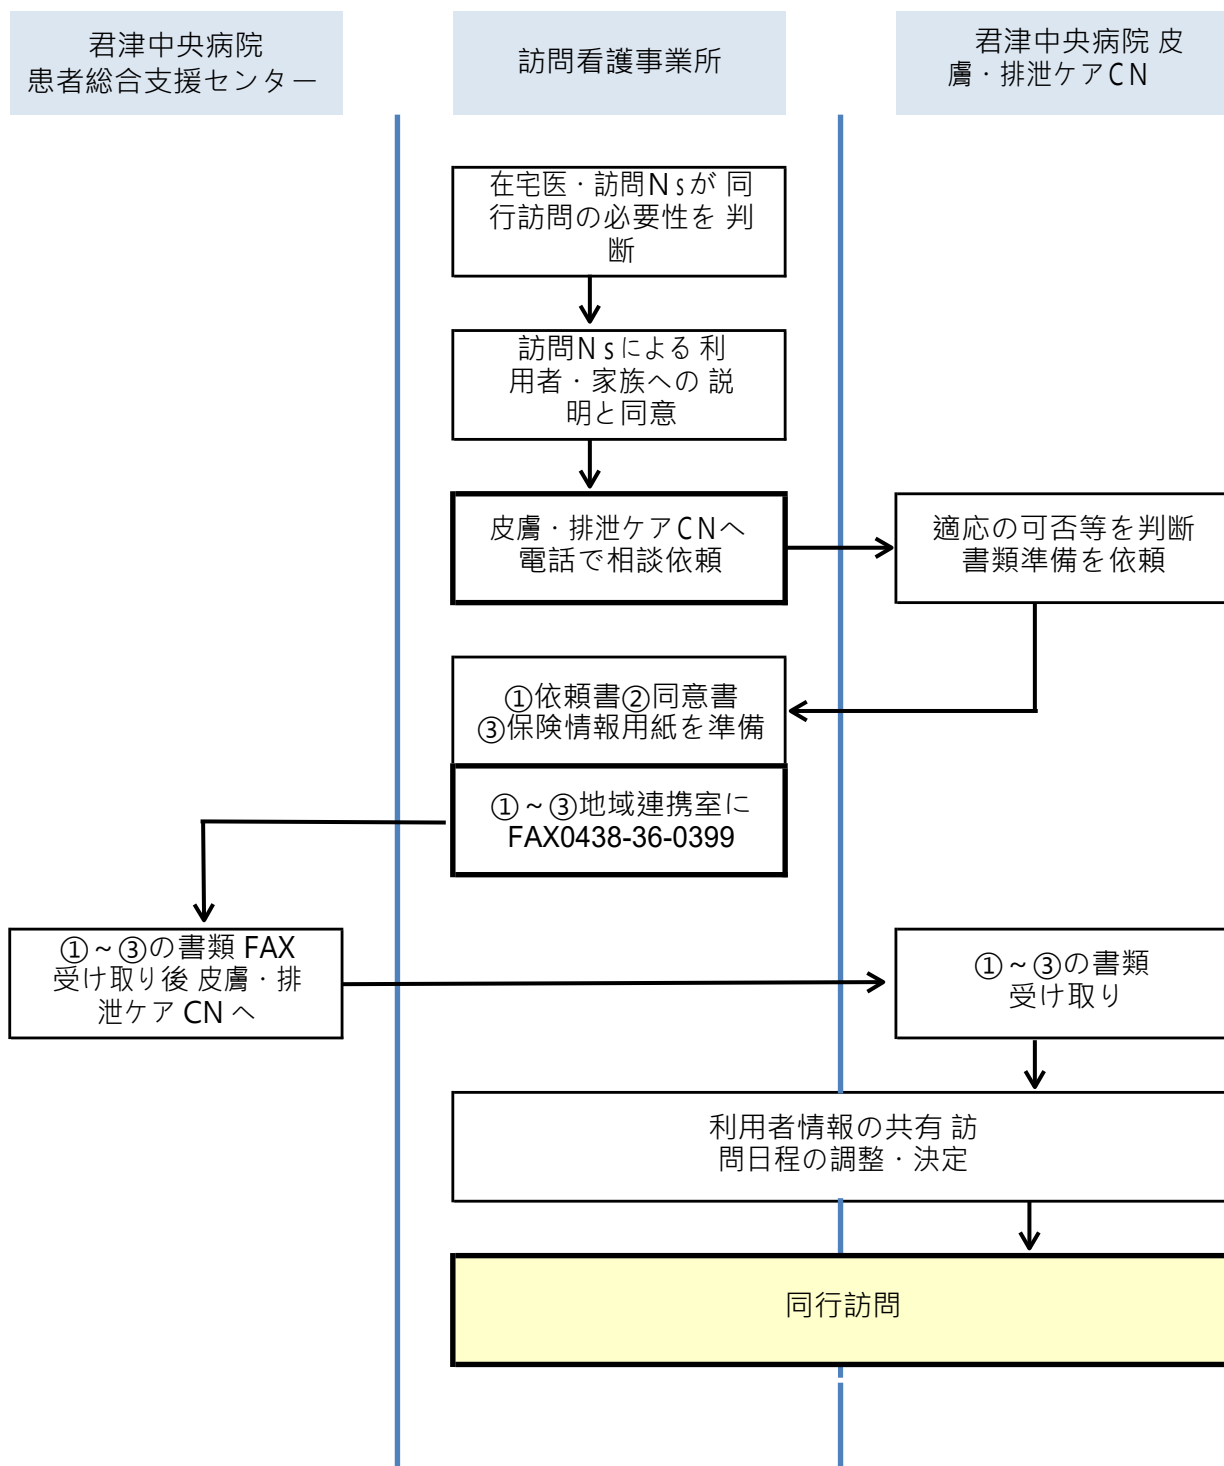 君津中央病院
患者総合支援センター
訪問看護事業所
君津中央病院 皮
膚・排泄ケアCN
在宅医・訪問Nsが 同
行訪問の必要性を 判
断
訪問Nsによる 利
用者・家族への 説
明と同意
皮膚・排泄ケアCNへ
電話で相談依頼
適応の可否等を判断
書類準備を依頼
①依頼書②同意書
③保険情報用紙を準備
①~③地域連携室に
FAX0438-36-0399
①~③の書類 FAX
受け取り後 皮膚・排
泄ケア CN へ
①~③の書類
受け取り
利用者情報の共有 訪
問日程の調整・決定
同行訪問